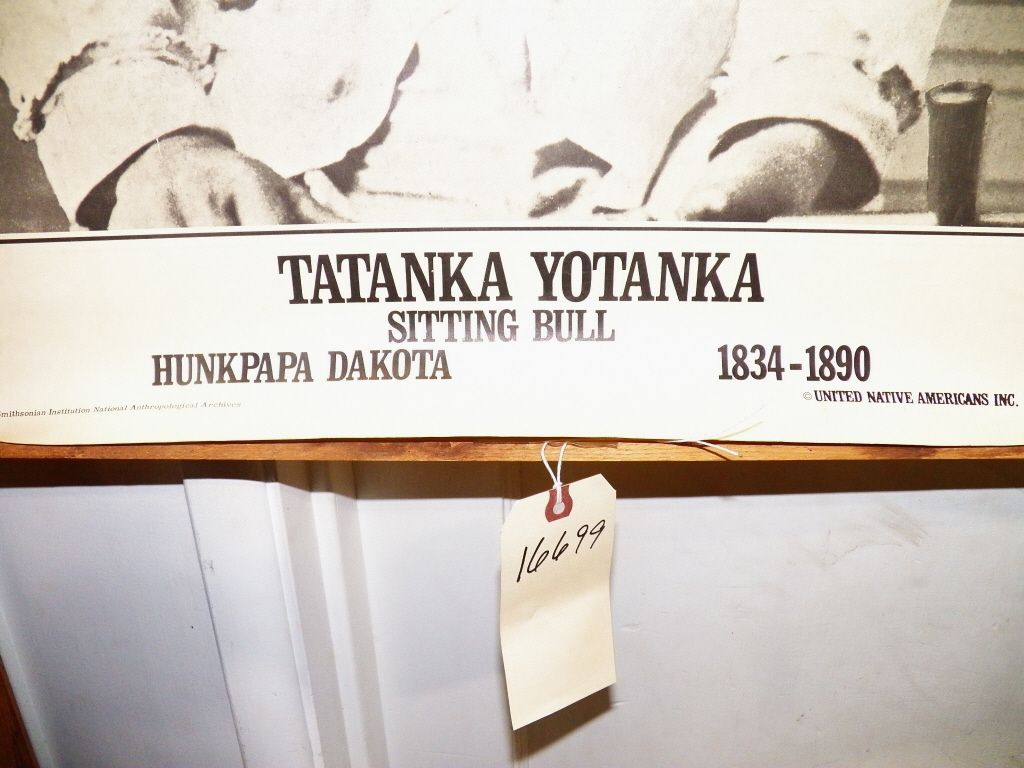 TATANKA YOTANKA
SITTING BULL
HUNKPAPA DAKOTA 1834-1890
Smithsonian Institution National Anthropological Archives
© UNITED NATIVE AMERICANS INC.
16699